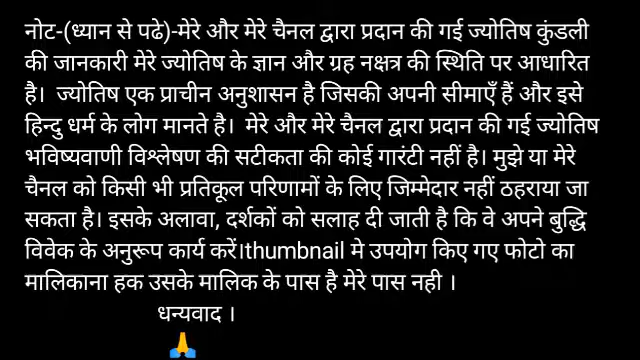 नोट-(ध्यान से पढे)-मेरे और मेरे चैनल द्वारा प्रदान की गई ज्योतिष कुंडली
की जानकारी मेरे ज्योतिष के ज्ञान और ग्रह नक्षत्र की स्थिति पर आधारित
है। ज्योतिष एक प्राचीन अनुशासन है जिसकी अपनी सीमाएँ हैं और इसे
हिन्दु धर्म के लोग मानते है। मेरे और मेरे चैनल द्वारा प्रदान की गई ज्योतिष
भविष्यवाणी विश्लेषण की सटीकता की कोई गारंटी नहीं है। मुझे या मेरे
चैनल को किसी भी प्रतिकूल परिणामों के लिए जिम्मेदार नहीं ठहराया जा
सकता है। इसके अलावा, दर्शकों को सलाह दी जाती है कि वे अपने बुद्धि
विवेक के अनुरूप कार्य करें।thumbnail मे उपयोग किए गए फोटो का
मालिकाना हक उसके मालिक के पास है मेरे पास नही ।
धन्यवाद ।
🙏